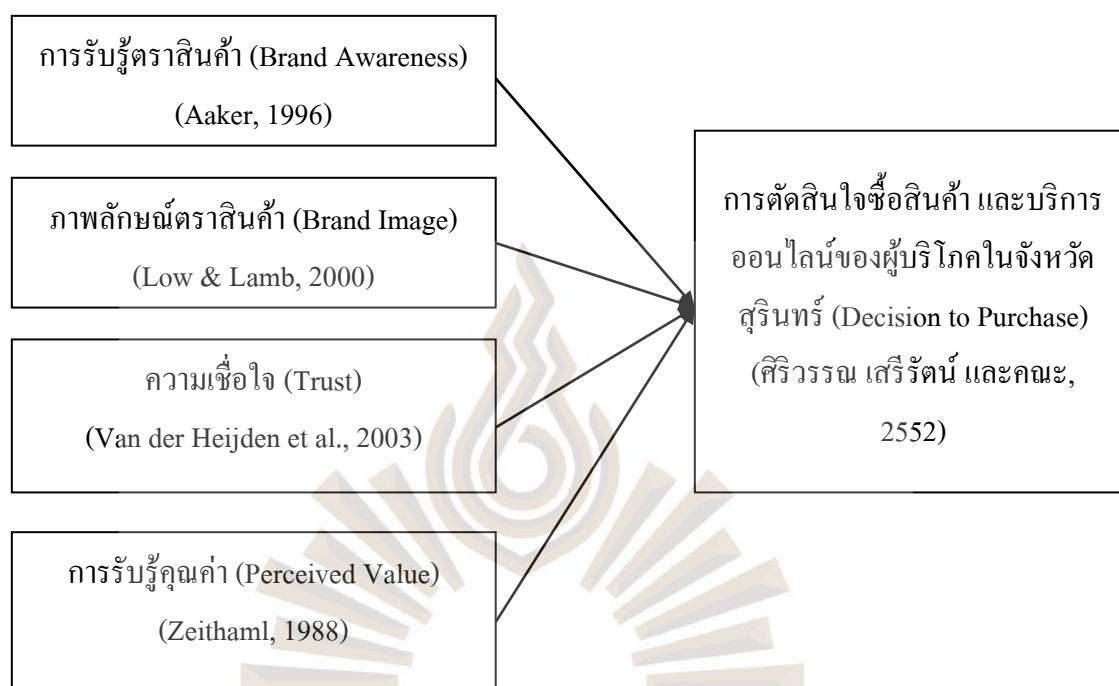 การรับรู้ตราสินค้า (Brand Awareness)
(Aaker, 1996)
ภาพลักษณ์ตราสินค้า (Brand Image)
(Low & Lamb, 2000)
ความเชื่อใจ (Trust)
(Van der Heijden et al., 2003)
การรับรู้คุณค่า (Perceived Value)
(Zeithaml, 1988)
การตัดสินใจซื้อสินค้า และบริการ
ออนไลน์ของผู้บริโภคในจังหวัด
สุรินทร์ (Decision to Purchase)
(ศิริวรรณ เสรีรัตน์ และคณะ,
2552)